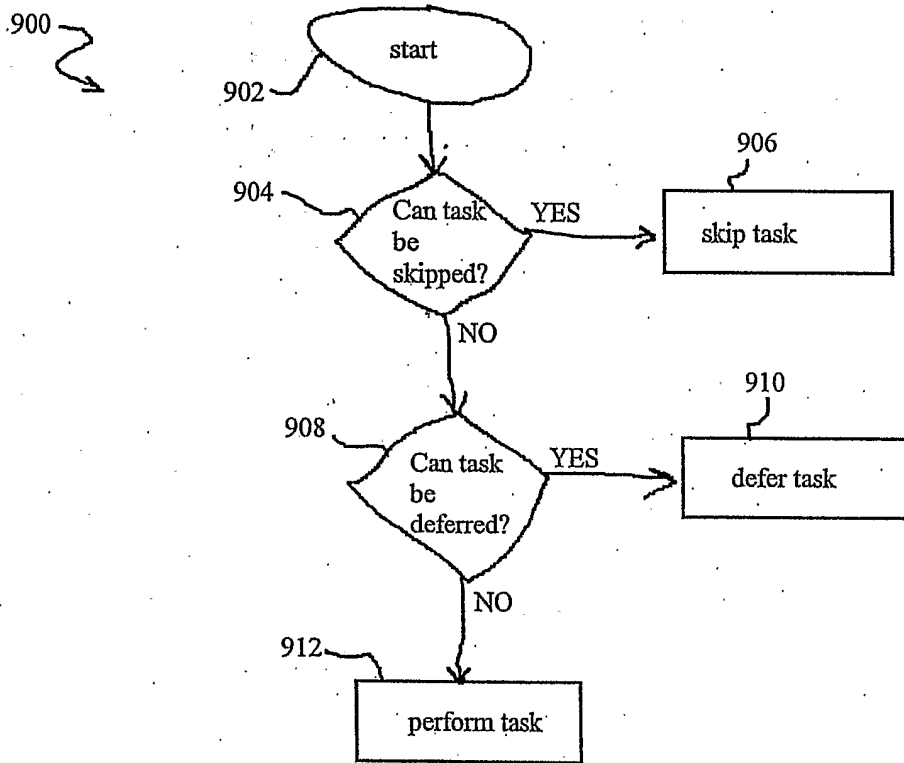 900
start
902
904
Can task
be
skipped?
YES
906
skip task
NO
908
Can task
be
deferred?
YES
910
defer task
NO
912
perform task